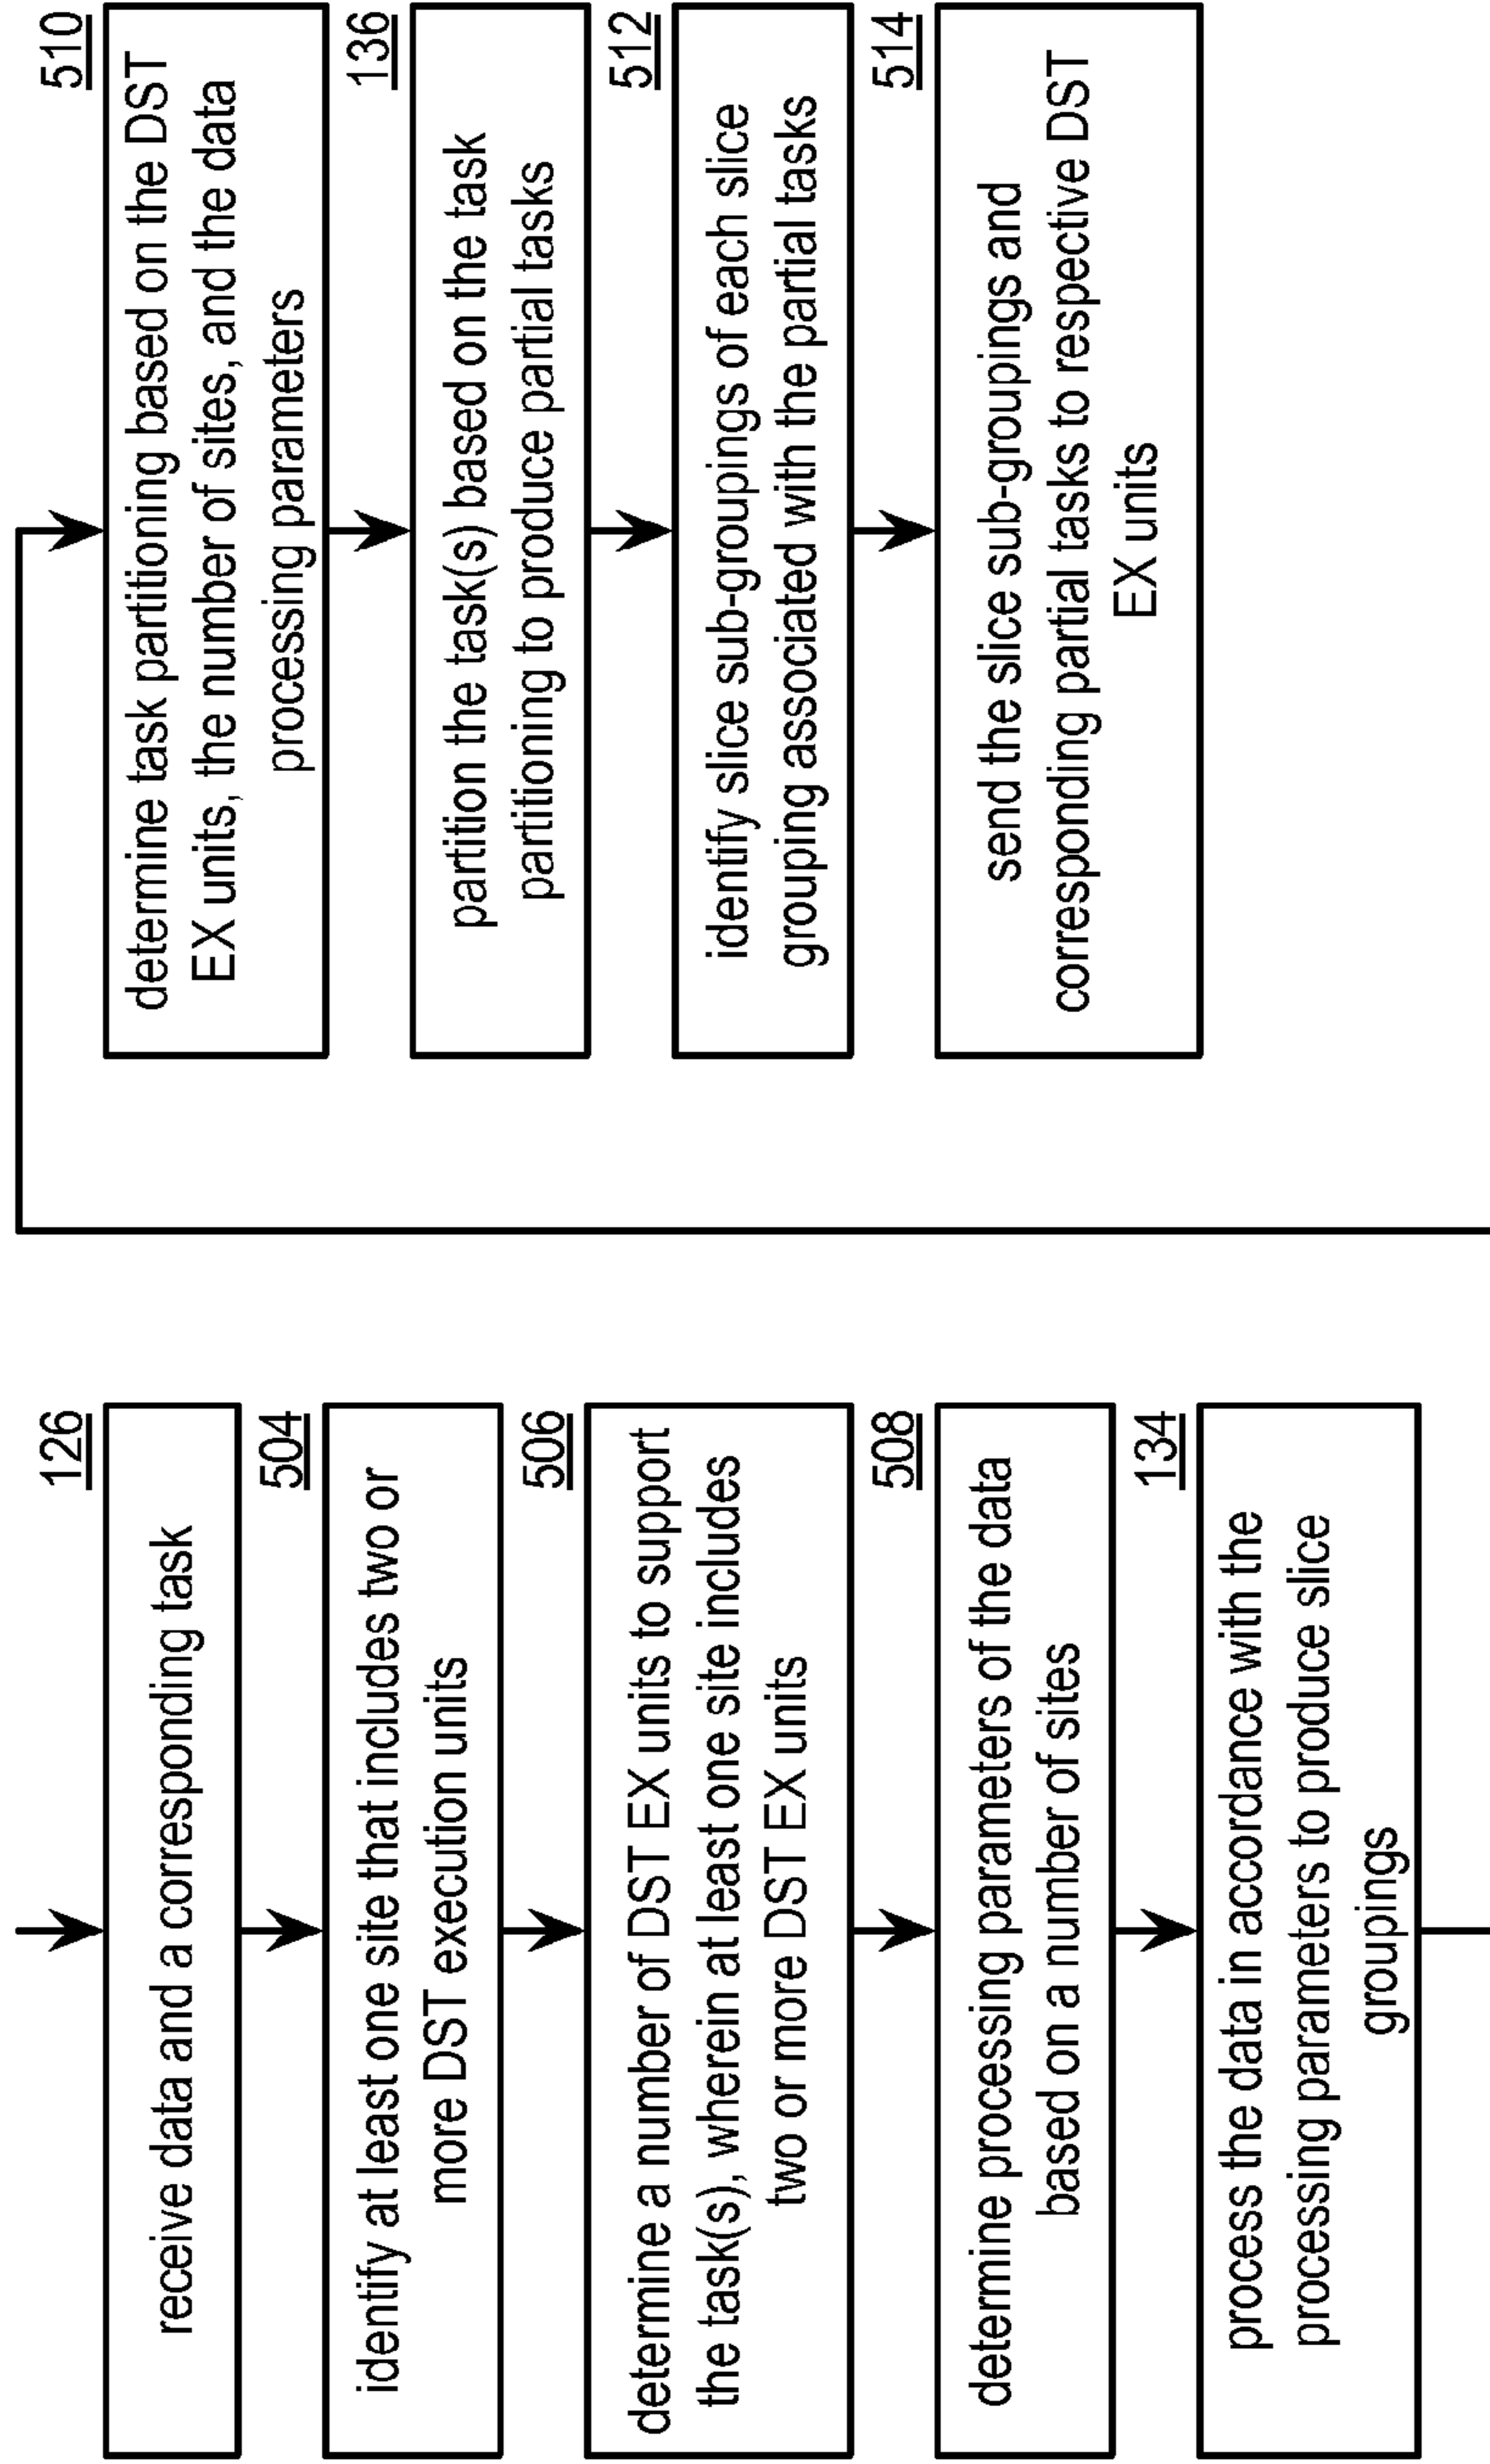 126
receive data and a corresponding task
504
identify at least one site that includes two or
more DST execution units
506
determine a number of DST EX units to support
the task(s), wherein at least one site includes
two or more DST EX units
508
determine processing parameters of the data
based on a number of sites
134
process the data in accordance with the
processing parameters to produce slice
groupings
510
determine task partitioning based on the DST
EX units, the number of sites, and the data
processing parameters
136
partition the task(s) based on the task
partitioning to produce partial tasks
512
identify slice sub-groupings of each slice
grouping associated with the partial tasks
514
send the slice sub-groupings and
corresponding partial tasks to respective DST
EX units